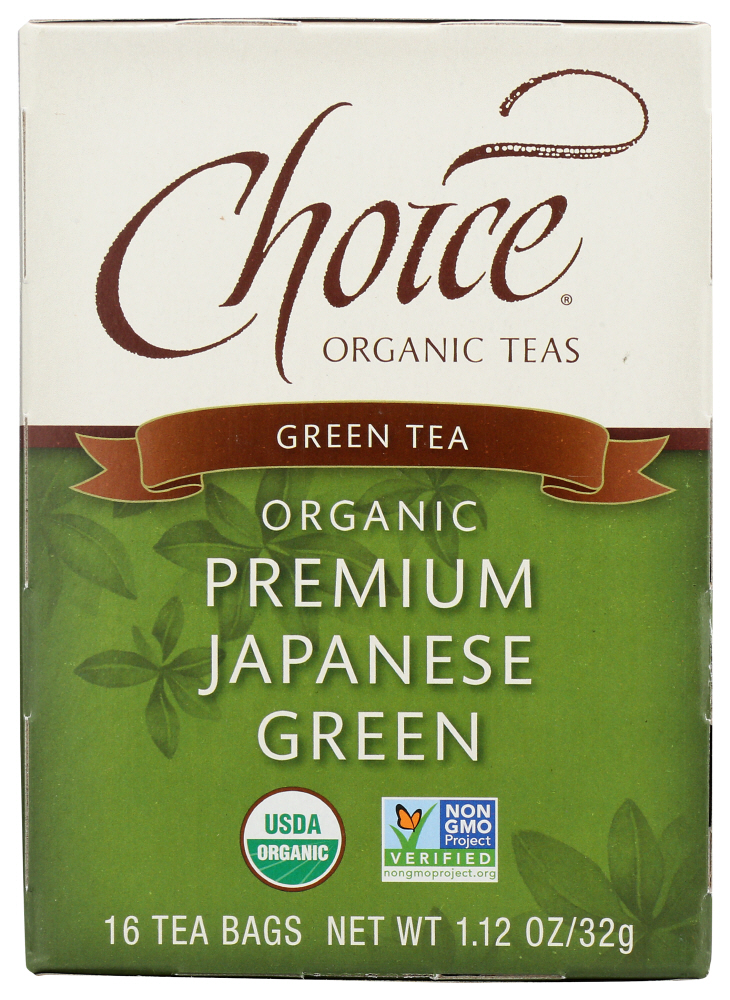 Choice®
ORGANIC TEAS
GREEN TEA
ORGANIC
PREMIUM
JAPANESE
GREEN
USDA
ORGANIC
NON
GMO
Project
VERIFIED
nongmoproject.org
16 TEA BAGS NET WT 1.12 OZ/32g